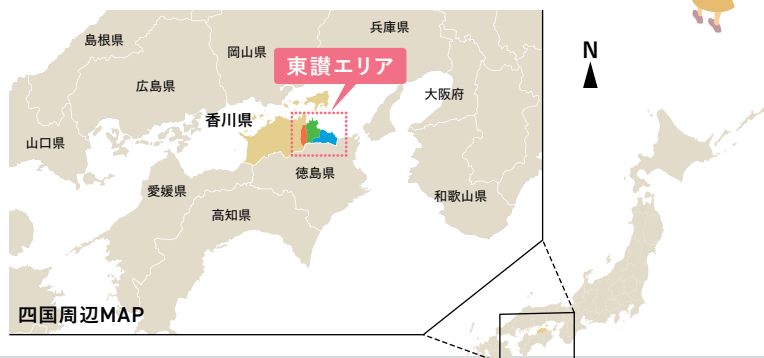 兵庫県
島根県
岡山県
N
東讃エリア
広島県
大阪府
香川県
山口県
徳島県
愛媛県
和歌山県
高知県
四国周辺MAP